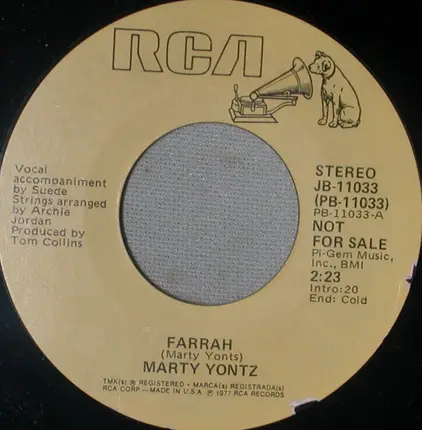 RCA
Vocal
accompaniment
by Suede
Strings arranged
by Archie
Jordan
Produced by
Tom Collins
STEREO
JB-11033
(PB-11033)
PB-11033-A
NOT
FOR SALE
Pi-Gem Music,
Inc., BMI
2:23
Intro:20
End: Cold
FARRAH
(Marty Yonts)
MARTY YONTZ
TMK(s) ® REGISTERED • MARCA(s) REGISTRADA(s)
RCA CORP—MADE IN U.S.A. ℗ 1977 RCA RECORDS